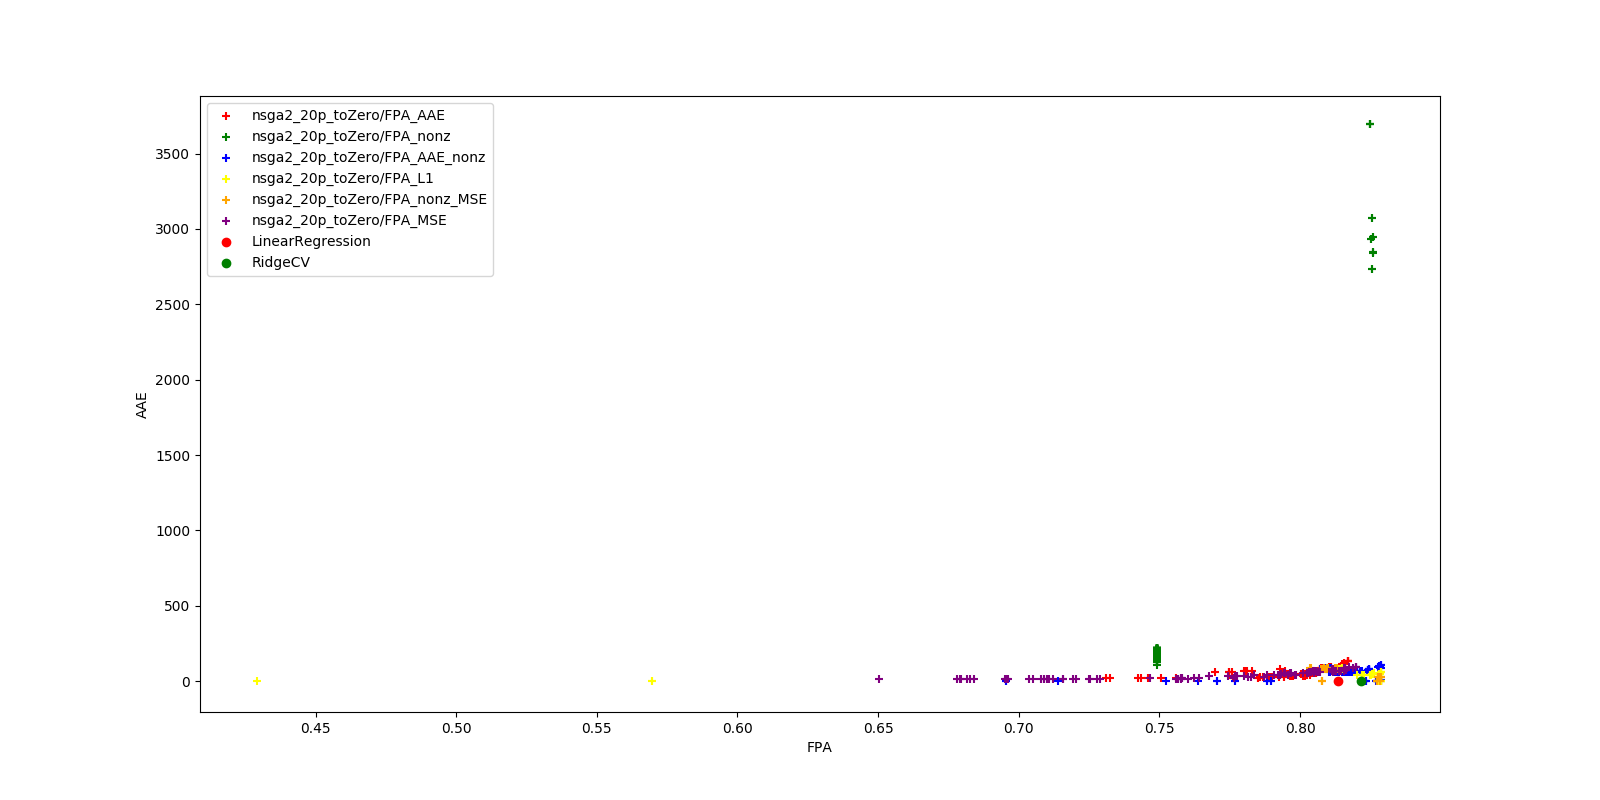 nsga2_20p_toZero/FPA_AAE
nsga2_20p_toZero/FPA_nonz
nsga2_20p_toZero/FPA_AAE_nonz
nsga2_20p_toZero/FPA_L1
nsga2_20p_toZero/FPA_nonz_MSE
nsga2_20p_toZero/FPA_MSE
LinearRegression
RidgeCV
AAE
3500
3000
2500
2000
1500
1000
500
0
0.45
0.50
0.55
0.60
0.65
0.70
0.75
0.80
FPA